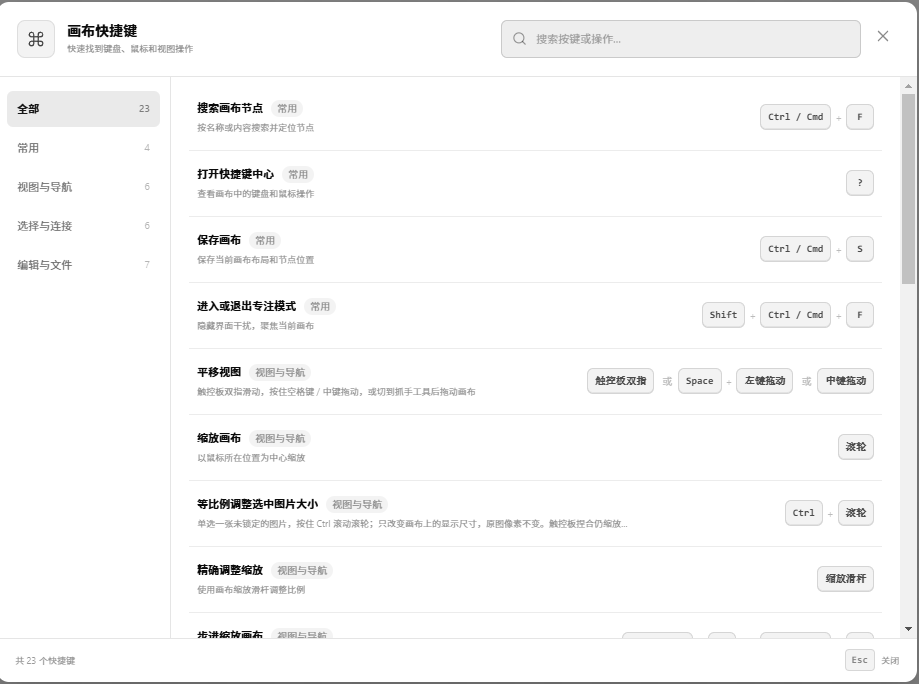 ⌘ 画布快捷键
快速找到键盘、鼠标和视图操作
搜索按键或操作...
全部 23
常用 4
视图与导航 6
选择与连接 6
编辑与文件 7
搜索画布节点 常用
按名称或内容搜索并定位节点
Ctrl / Cmd + F
打开快捷键中心 常用
查看画布中的键盘和鼠标操作
?
保存画布 常用
保存当前画布布局和节点位置
Ctrl / Cmd + S
进入或退出专注模式 常用
隐藏界面干扰，聚焦当前画布
Shift + Ctrl / Cmd + F
平移视图 视图与导航
触控板双指滑动，按住空格键 / 中键拖动，或切到抓手工具后拖动画布
触控板双指 或 Space + 左键拖动 或 中键拖动
缩放画布 视图与导航
以鼠标所在位置为中心缩放
滚轮
等比例调整选中图片大小 视图与导航
单选一张未锁定的图片，按住 Ctrl 滚动滚轮；只改变画布上的显示尺寸，原图像素不变。触控板捏合仍缩放...
Ctrl + 滚轮
精确调整缩放 视图与导航
使用画布缩放滑杆调整比例
缩放滑杆
步进缩放画布 视图与导航
共 23 个快捷键
Esc 关闭